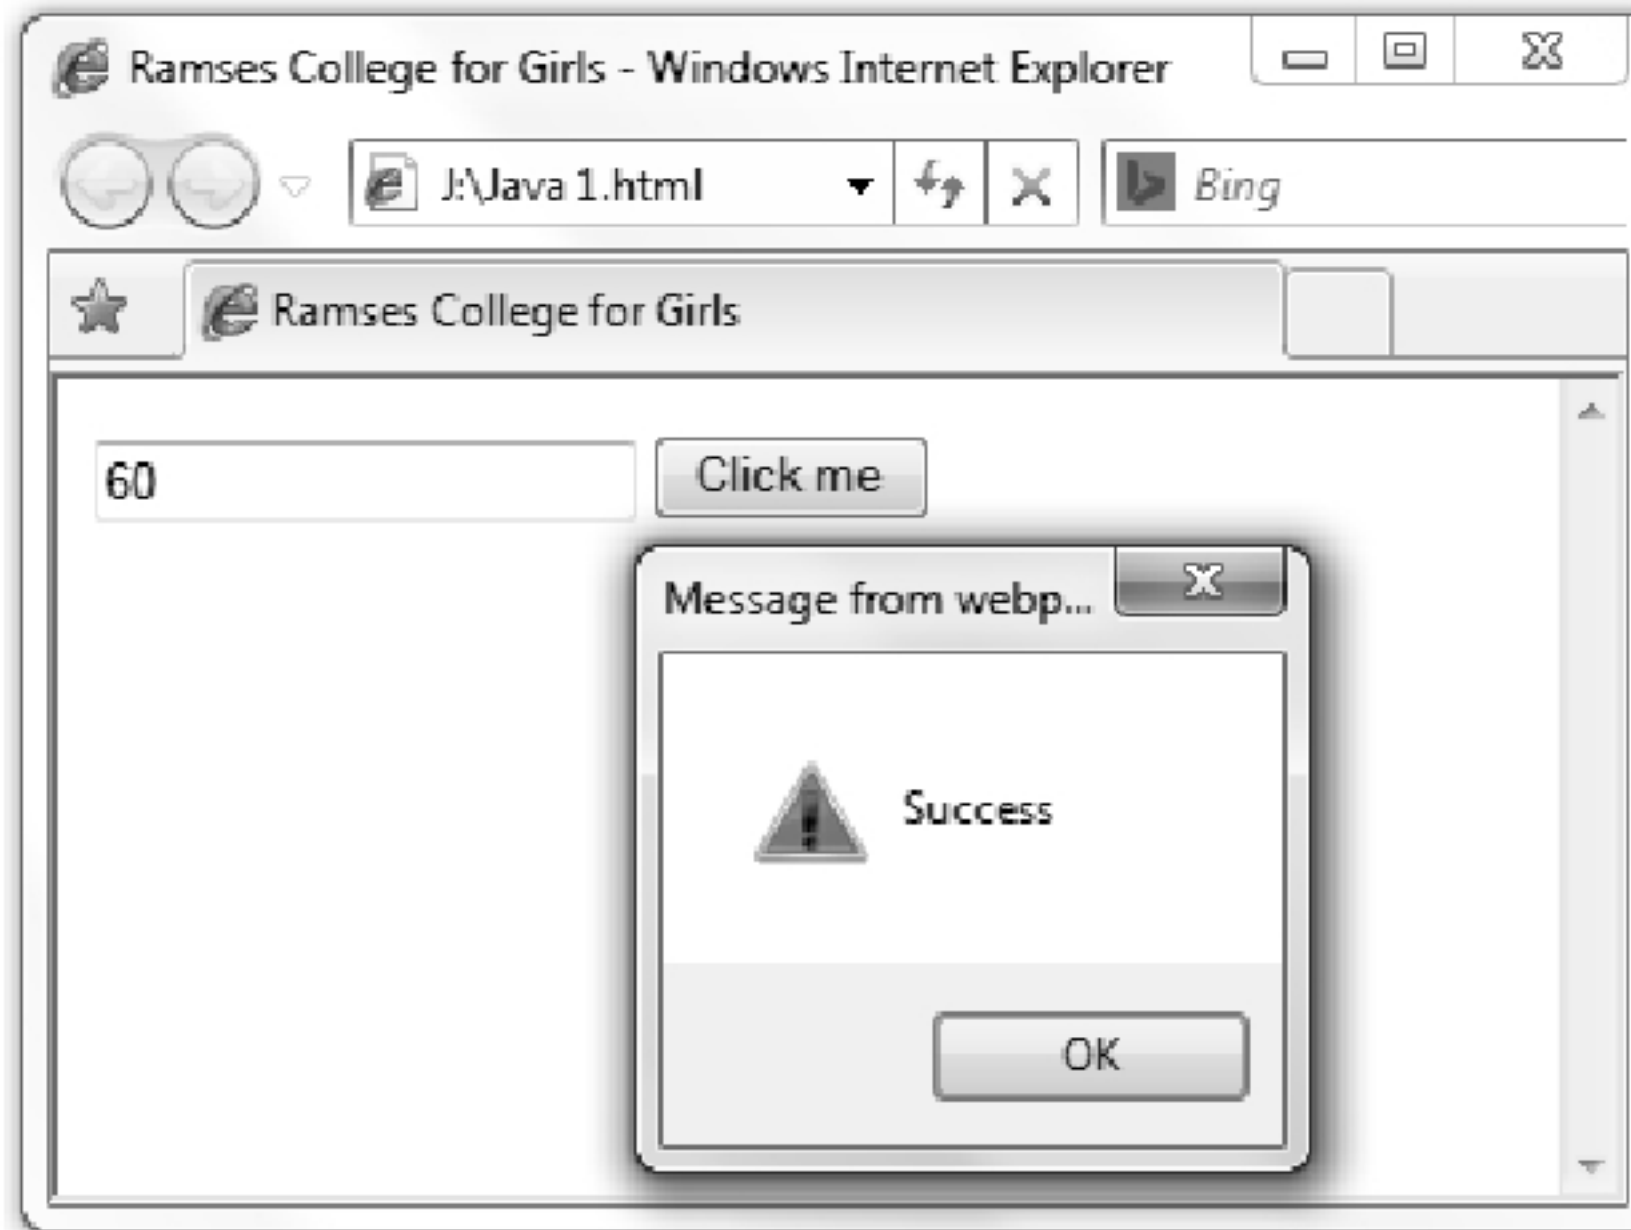 Ramses College for Girls - Windows Internet Explorer
J:\Java 1.html
Bing
Ramses College for Girls
60
Click me
Message from webp...
Success
OK